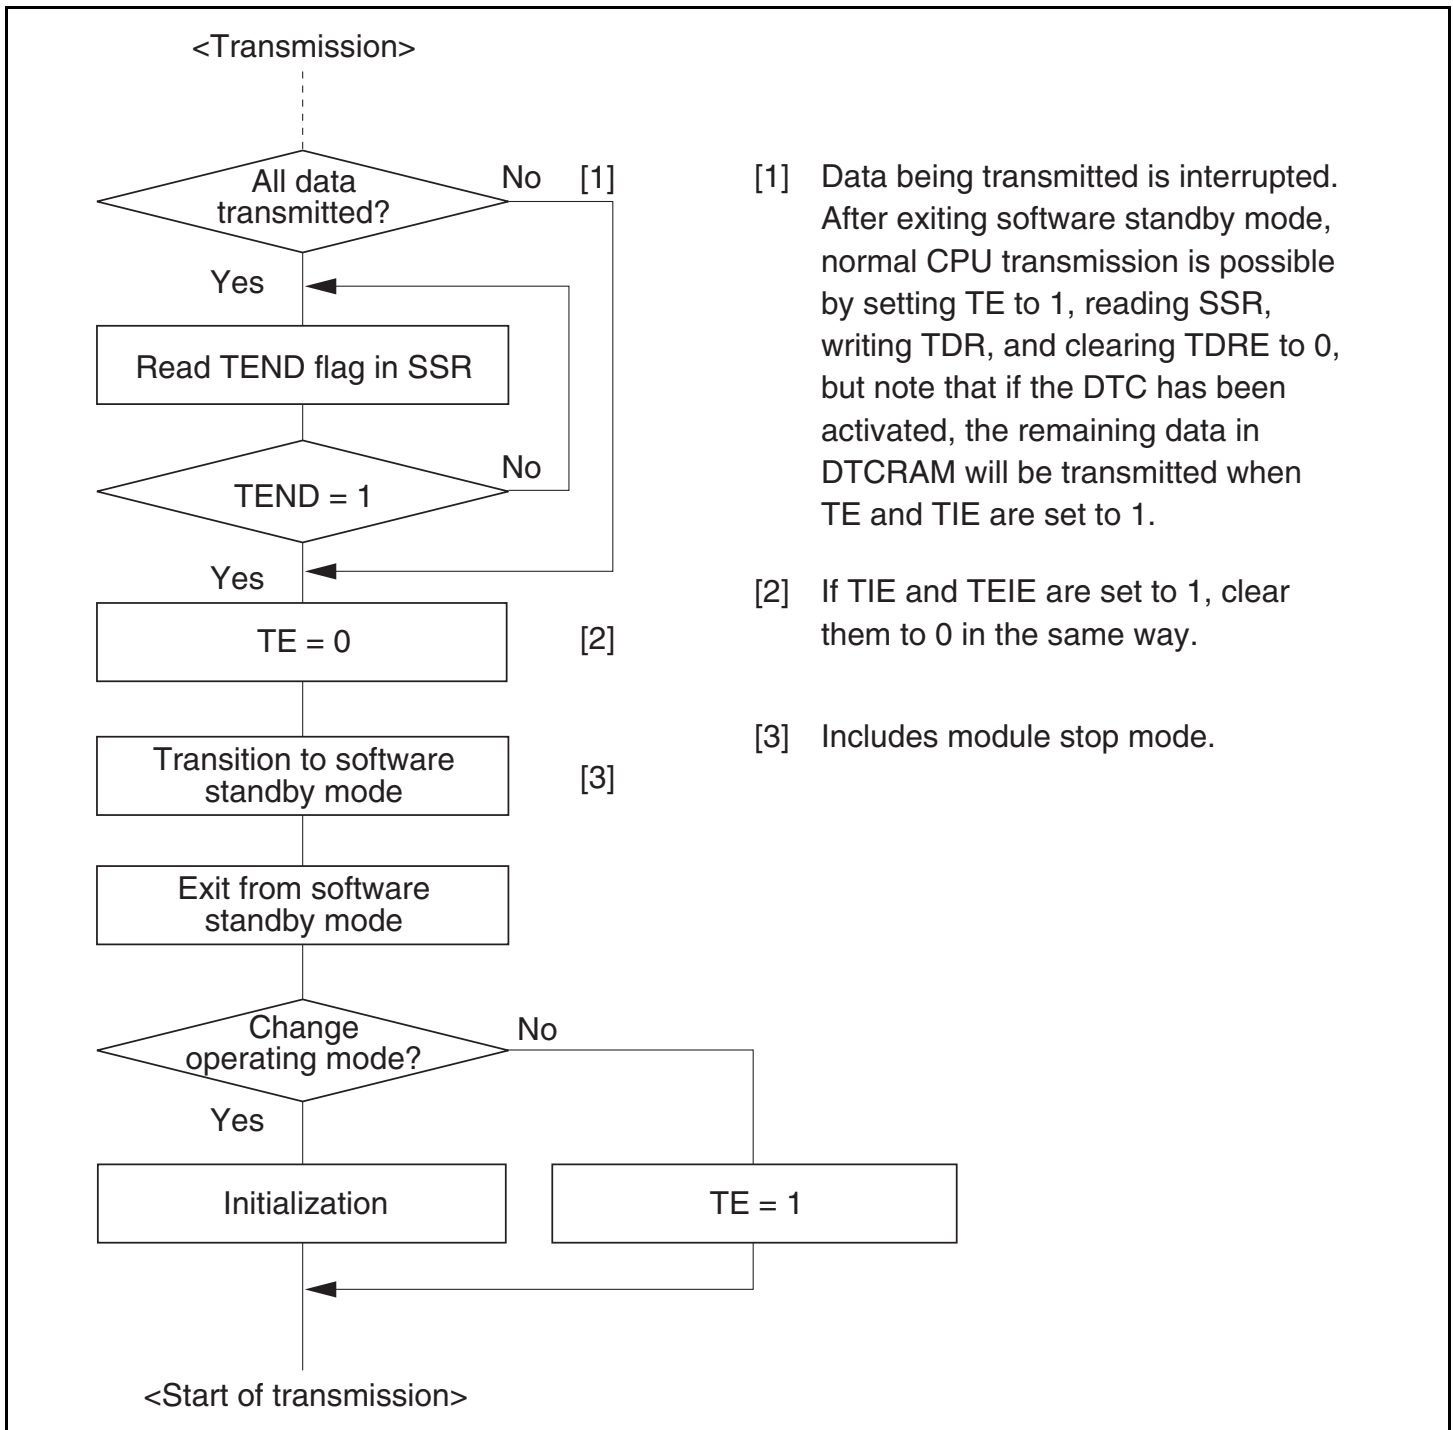 <Transmission>
All data
transmitted?
No [1]
Yes
Read TEND flag in SSR
TEND = 1
No
Yes
TE = 0
[2]
Transition to software
standby mode
[3]
Exit from software
standby mode
Change
operating mode?
No
Yes
Initialization
TE = 1
<Start of transmission>
[1] Data being transmitted is interrupted.
After exiting software standby mode,
normal CPU transmission is possible
by setting TE to 1, reading SSR,
writing TDR, and clearing TDRE to 0,
but note that if the DTC has been
activated, the remaining data in
DTCRAM will be transmitted when
TE and TIE are set to 1.
[2] If TIE and TEIE are set to 1, clear
them to 0 in the same way.
[3] Includes module stop mode.